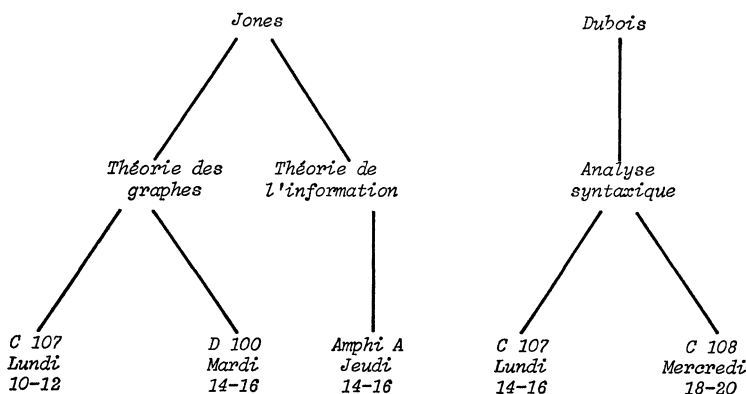 Jones
Dubois
Théorie des
graphes
Théorie de
l'information
Analyse
syntaxique
C 107
Lundi
10-12
D 100
Mardi
14-16
Amphi A
Jeudi
14-16
C 107
Lundi
14-16
C 108
Mercredi
18-20